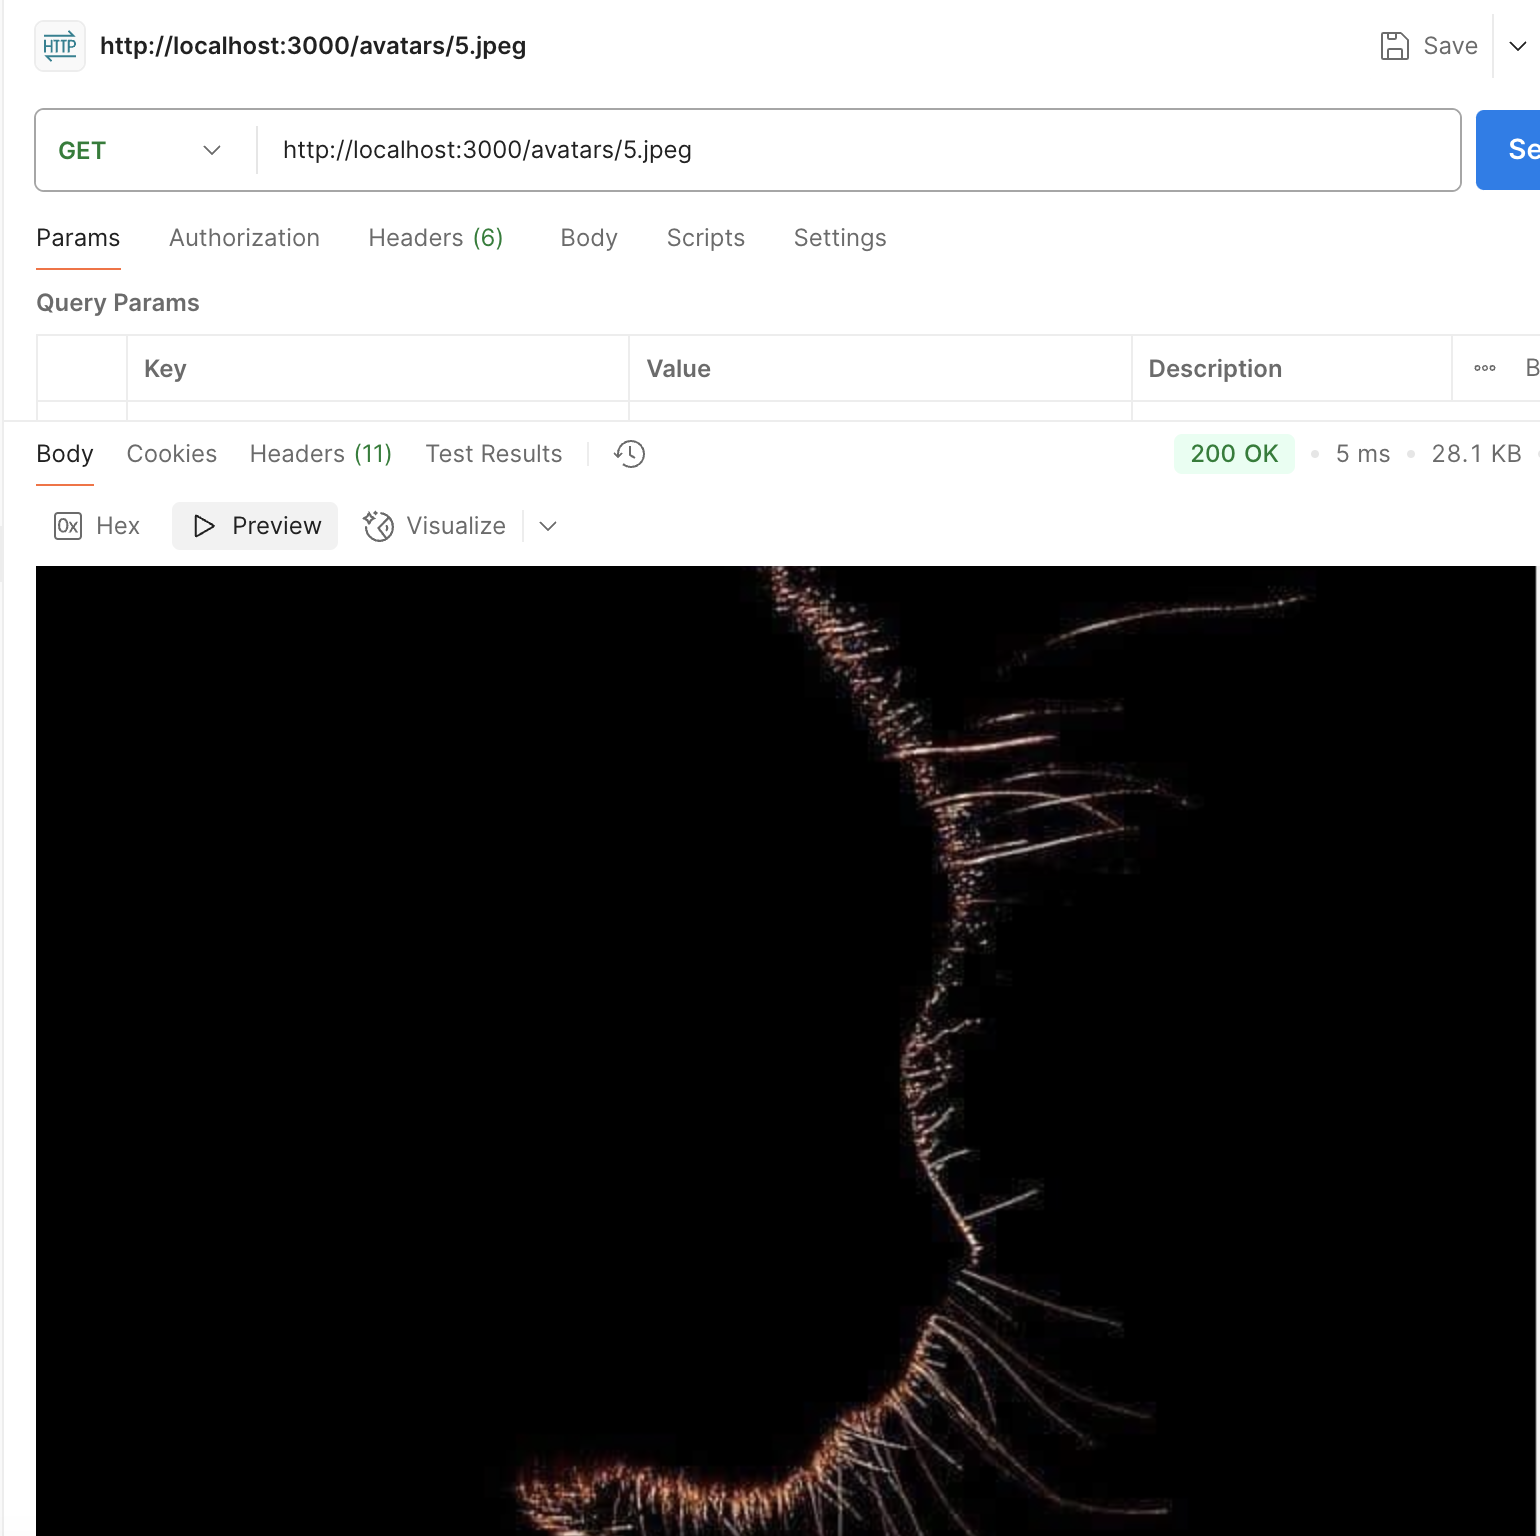 HTTP http://localhost:3000/avatars/5.jpeg Save
GET http://localhost:3000/avatars/5.jpeg Se
Params Authorization Headers (6) Body Scripts Settings
Query Params
Key Value Description B
Body Cookies Headers (11) Test Results 200 OK 5 ms 28.1 KB
0x Hex Preview Visualize